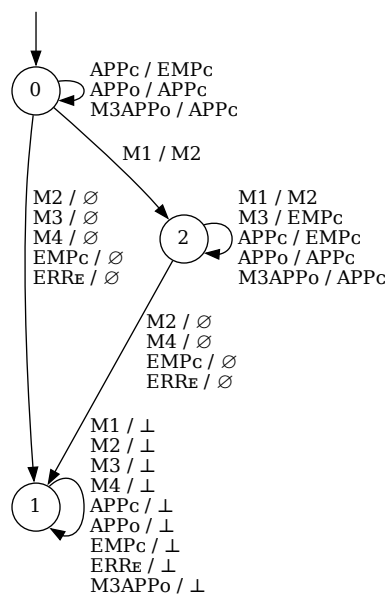 0
APPc / EMPc
APPo / APPc
M3APPo / APPc
M1 / M2
M2 / ∅
M3 / ∅
M4 / ∅
EMPc / ∅
ERRᴇ / ∅
2
M1 / M2
M3 / EMPc
APPc / EMPc
APPo / APPc
M3APPo / APPc
M2 / ∅
M4 / ∅
EMPc / ∅
ERRᴇ / ∅
1
M1 / ⊥
M2 / ⊥
M3 / ⊥
M4 / ⊥
APPc / ⊥
APPo / ⊥
EMPc / ⊥
ERRᴇ / ⊥
M3APPo / ⊥